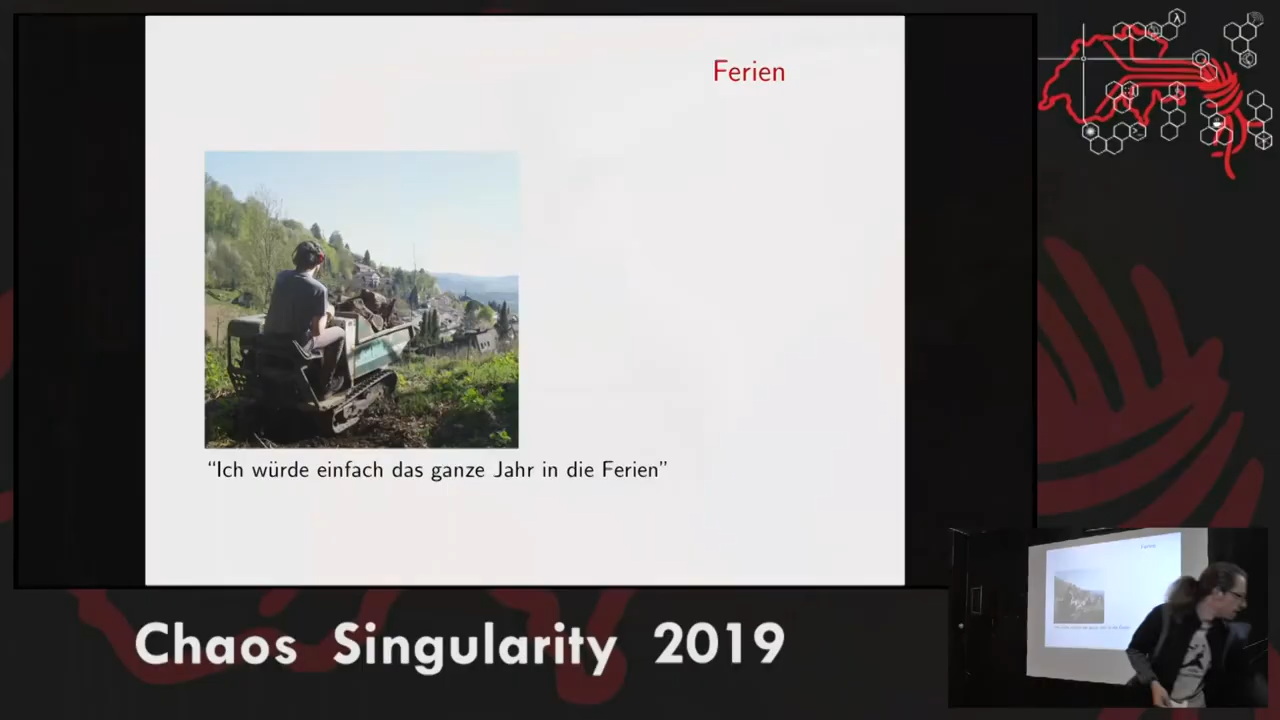 Ferien
“Ich würde einfach das ganze Jahr in die Ferien”
Chaos Singularity 2019